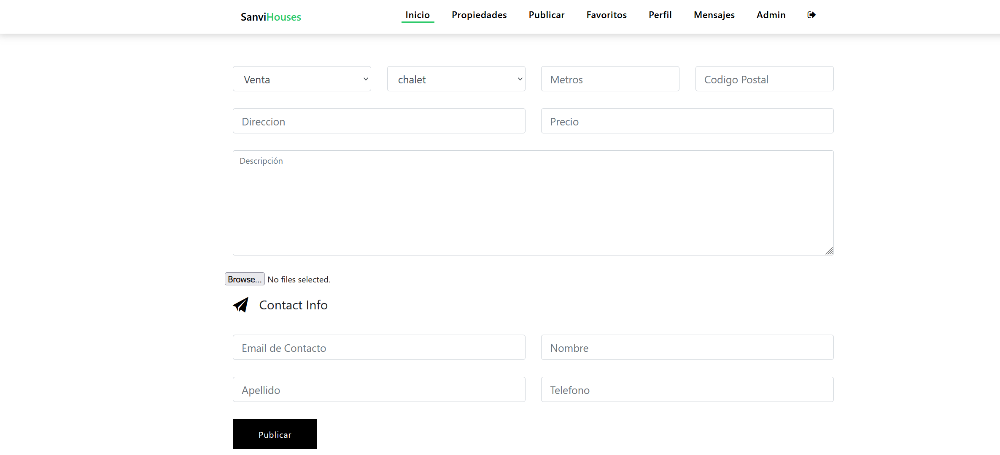 SanviHouses Inicio Propiedades Publicar Favoritos Perfil Mensajes Admin
Venta chalet Metros Codigo Postal
Direccion Precio
Descripción
Browse... No files selected.
Contact Info
Email de Contacto Nombre
Apellido Telefono
Publicar